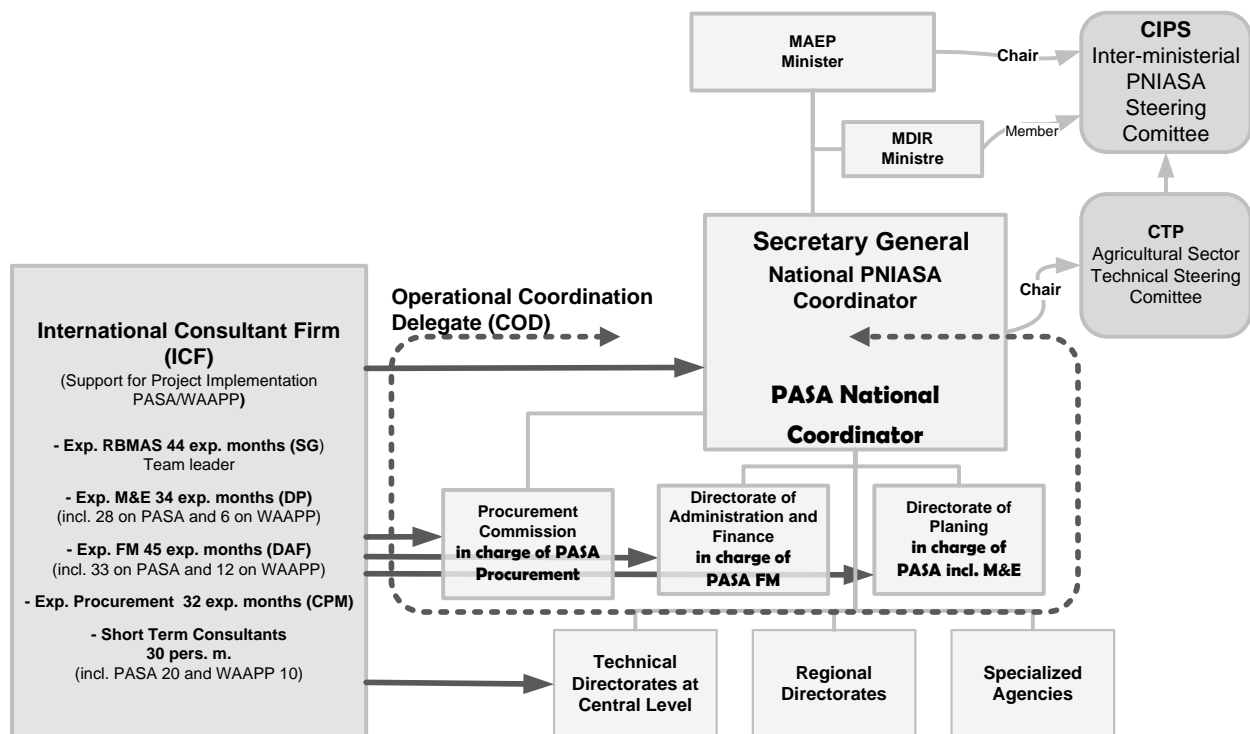 MAEP
Minister
Chair
CIPS
Inter-ministerial
PNIASA
Steering
Comittee
MDIR
Ministre
Member
CTP
Agricultural Sector
Technical Steering
Comittee
Secretary General
National PNIASA
Coordinator
Chair
PASA National
Coordinator
Operational Coordination
Delegate (COD)
International Consultant Firm
(ICF)
(Support for Project Implementation
PASA/WAAPP)
- Exp. RBMAS 44 exp. months (SG)
Team leader
- Exp. M&E 34 exp. months (DP)
(incl. 28 on PASA and 6 on WAAPP)
- Exp. FM 45 exp. months (DAF)
(incl. 33 on PASA and 12 on WAAPP)
- Exp. Procurement 32 exp. months (CPM)
- Short Term Consultants
30 pers. m.
(incl. PASA 20 and WAAPP 10)
Procurement
Commission
in charge of PASA
Procurement
Directorate of
Administration and
Finance
in charge of
PASA FM
Directorate of
Planing
in charge of
PASA incl. M&E
Technical
Directorates at
Central Level
Regional
Directorates
Specialized
Agencies